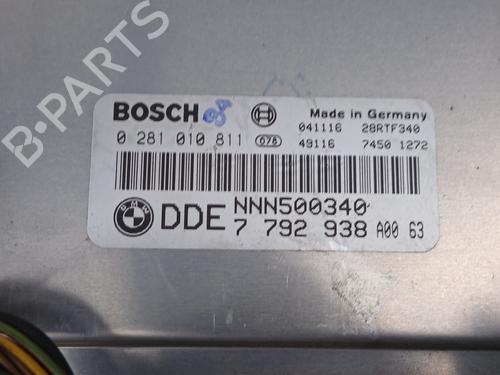 BOSCH
Made in Germany
041116 28RTF340
0 281 010 811 076 49116 7450 1272
BMW
DDE NNN500340
7 792 938 A00 63